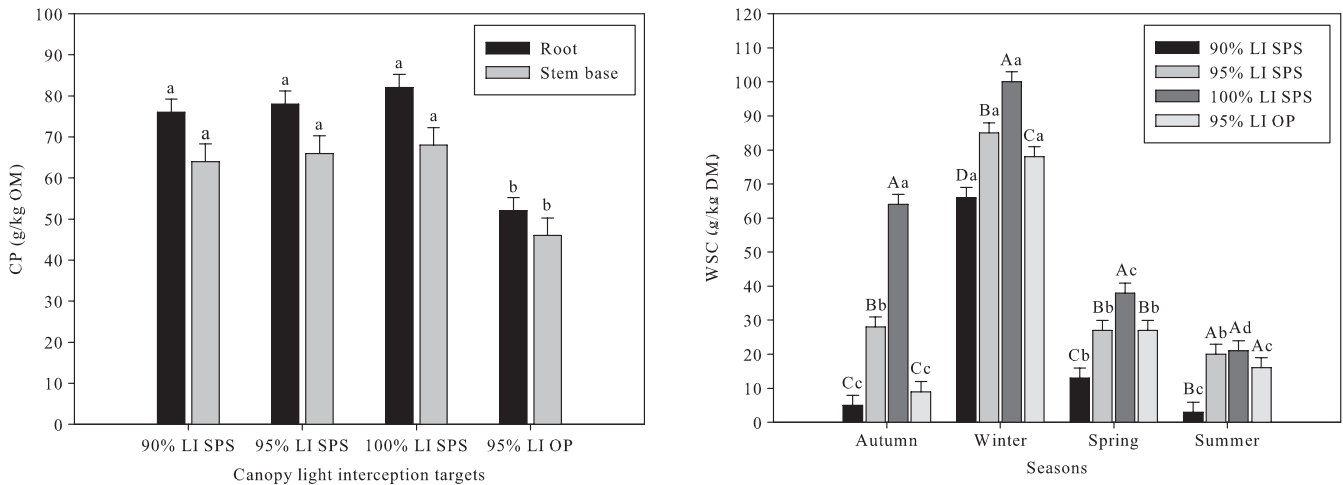 100
90
80
70
60
50
40
30
20
10
0
CP (g/kg OM)
Root
Stem base
a
a
a
a
a
a
b
b
90% LI SPS 95% LI SPS 100% LI SPS 95% LI OP
Canopy light interception targets
120
110
100
90
80
70
60
50
40
30
20
10
0
WSC (g/kg DM)
90% LI SPS
95% LI SPS
100% LI SPS
95% LI OP
Cc
Bb
Aa
Cc
Da
Ba
Aa
Ca
Cb
Bb
Ac
Bb
Bc
Ab
Ad
Ac
Autumn Winter Spring Summer
Seasons